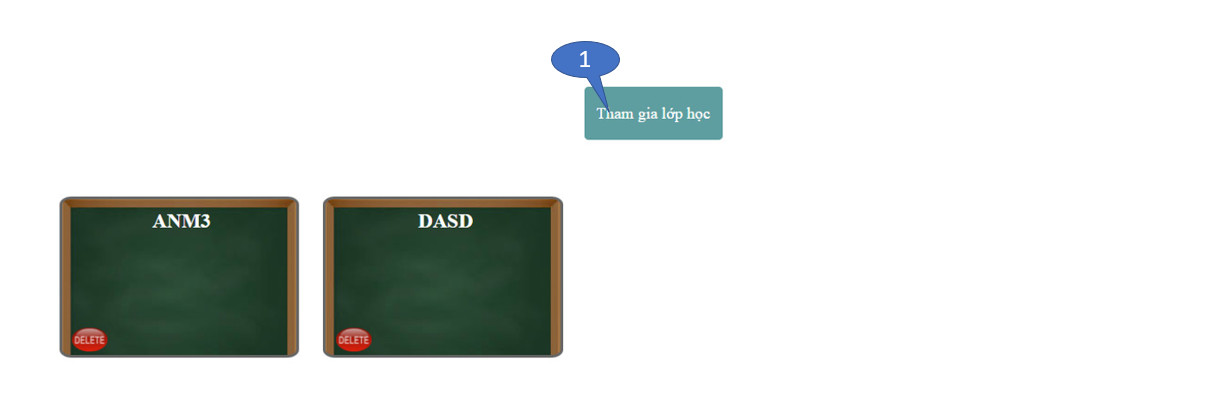 1
Tham gia lớp học
ANM3
DASD
DELETE
DELETE